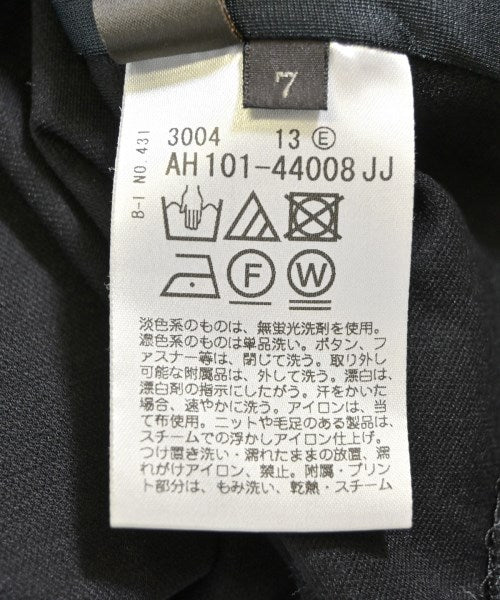 7
B-I NO. 431
3004 13 Ⓔ
AH 101-44008 JJ
F W
淡色系のものは、無蛍光洗剤を使用。
濃色系のものは単品洗い。ボタン、フ
ァスナー等は、閉じて洗う。取り外し
可能な附属品は、外して洗う。漂白は、
漂白剤の指示にしたがう。汗をかいた
場合、速やかに洗う。アイロンは、当
て布使用。ニットや毛足のある製品は、
スチームでの浮かしアイロン仕上げ。
つけ置き洗い・濡れたままの放置、濡
れがけアイロン、禁止。附属・プリン
ト部分は、もみ洗い、乾熱・スチーム